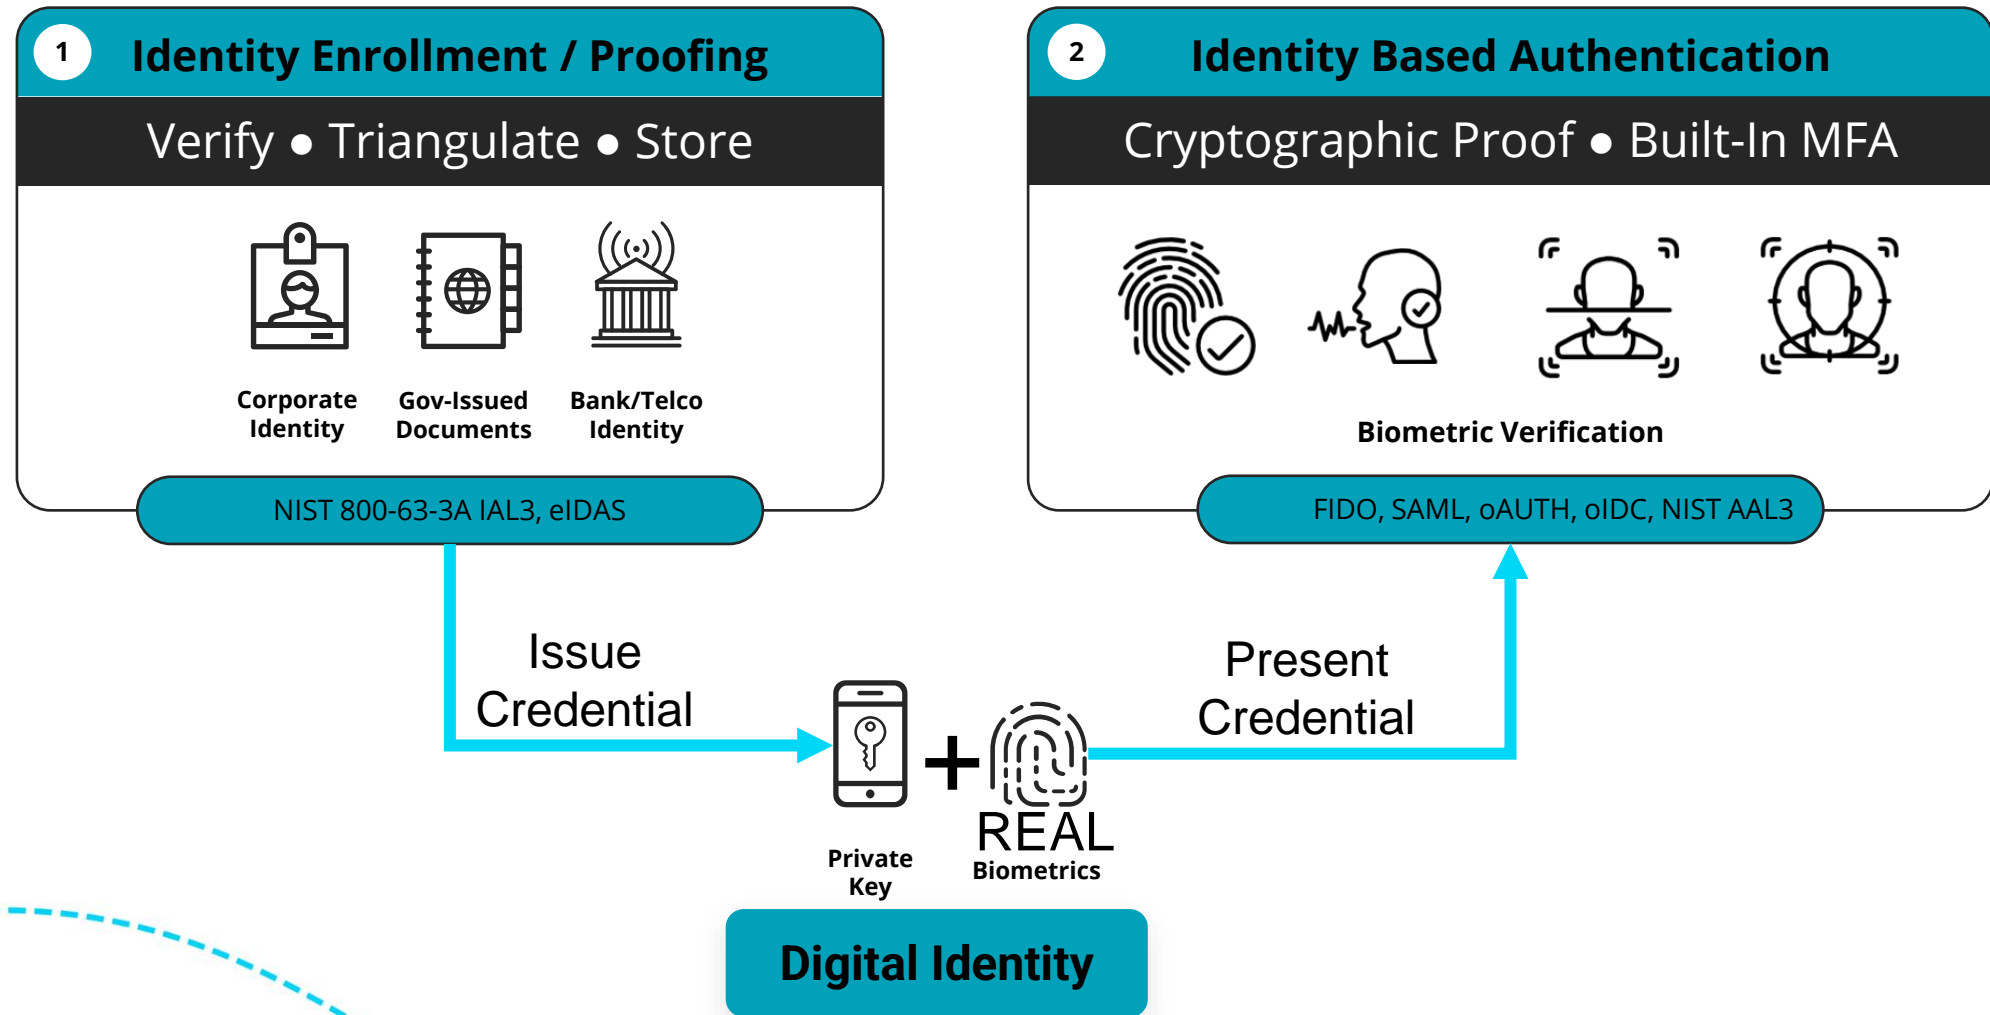 1
Identity Enrollment / Proofing
Verify ● Triangulate ● Store
Corporate
Identity
Gov-Issued
Documents
Bank/Telco
Identity
NIST 800-63-3A IAL3, eIDAS
2
Identity Based Authentication
Cryptographic Proof ● Built-In MFA
Biometric Verification
FIDO, SAML, oAUTH, oIDC, NIST AAL3
Issue
Credential
Present
Credential
Private
Key
REAL
Biometrics
Digital Identity